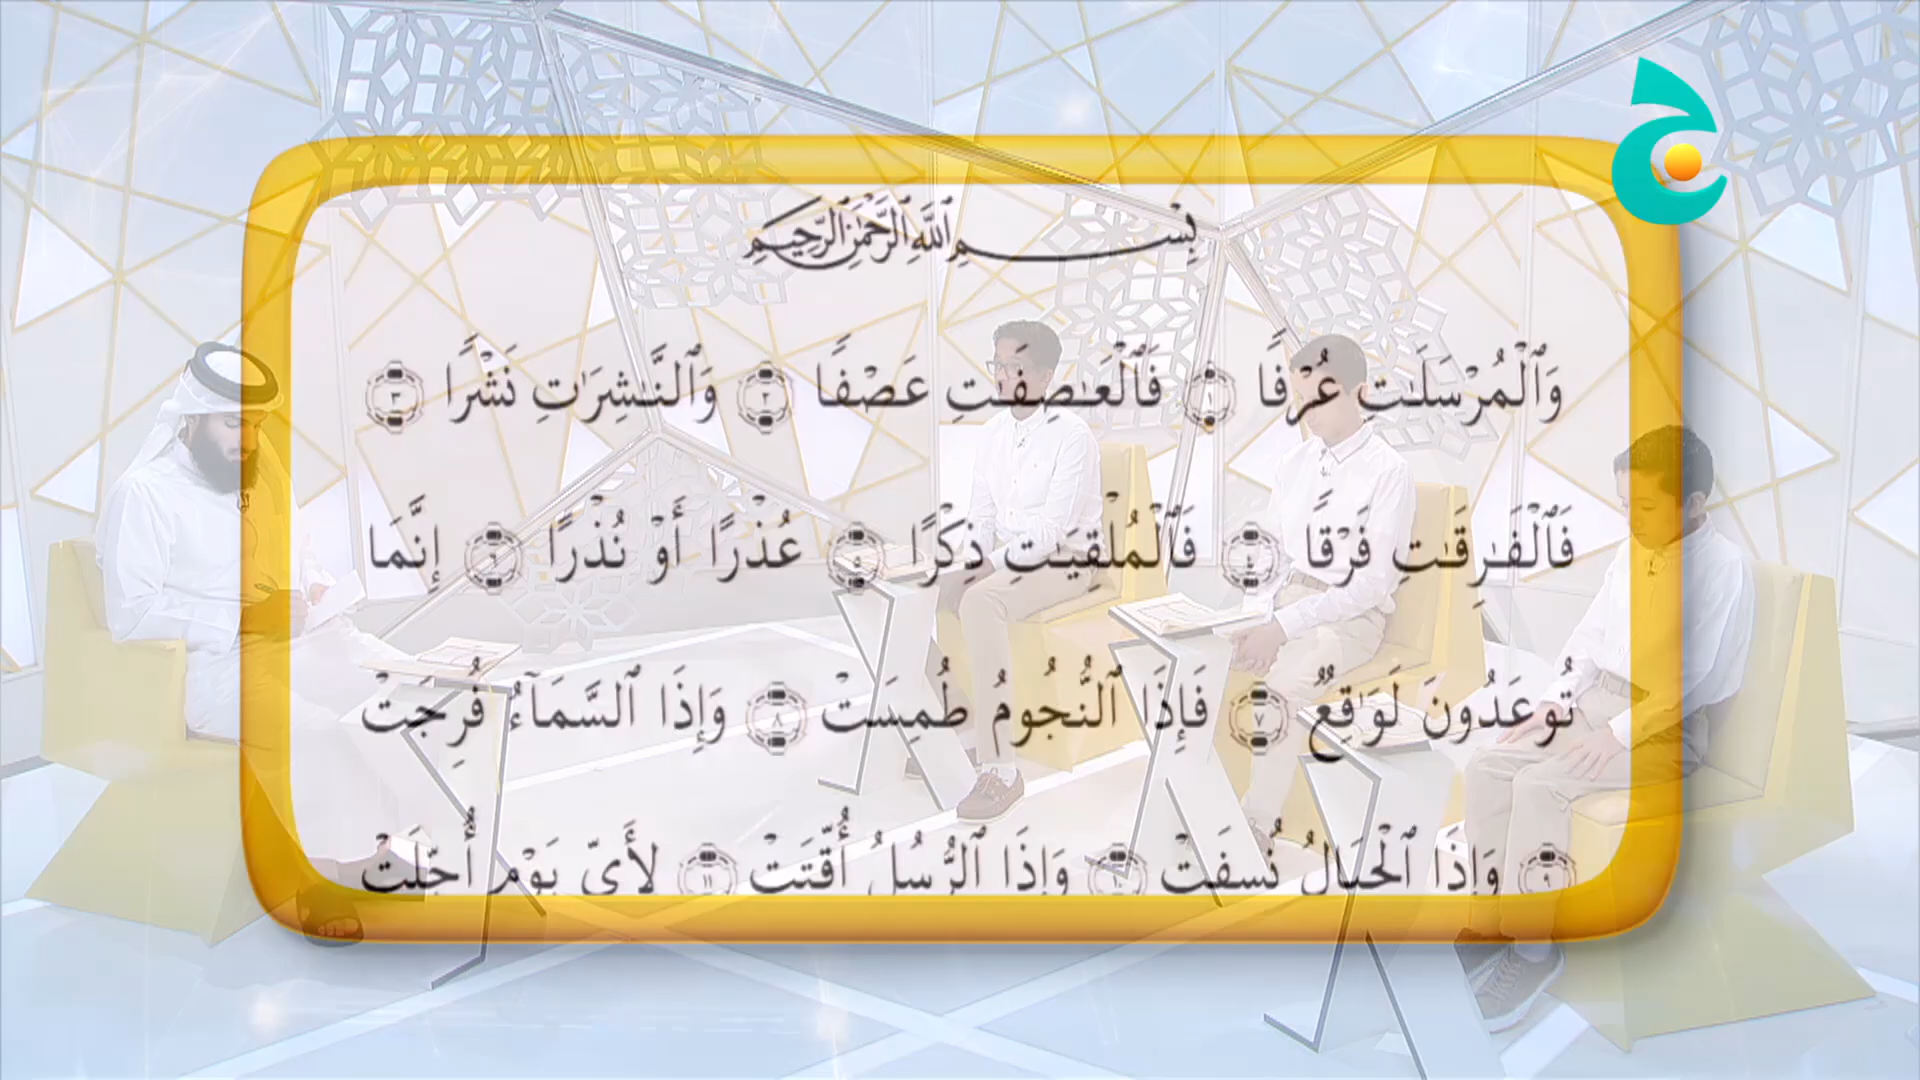 بِسْمِ ٱللَّهِ ٱلرَّحْمَٰنِ ٱلرَّحِيمِ
وَٱلْمُرْسَلَٰتِ عُرْفًا ١ فَٱلْعَٰصِفَٰتِ عَصْفًا ٢ وَٱلنَّٰشِرَٰتِ نَشْرًا ٣
فَٱلْفَٰرِقَٰتِ فَرْقًا ٤ فَٱلْمُلْقِيَٰتِ ذِكْرًا ٥ عُذْرًا أَوْ نُذْرًا ٦ إِنَّمَا
تُوعَدُونَ لَوَٰقِعٌ ٧ فَإِذَا ٱلنُّجُومُ طُمِسَتْ ٨ وَإِذَا ٱلسَّمَآءُ فُرِجَتْ
٩ وَإِذَا ٱلْجِبَالُ نُسِفَتْ ١٠ وَإِذَا ٱلرُّسُلُ أُقِّتَتْ ١١ لِأَيِّ يَوْمٍ أُجِّلَتْ